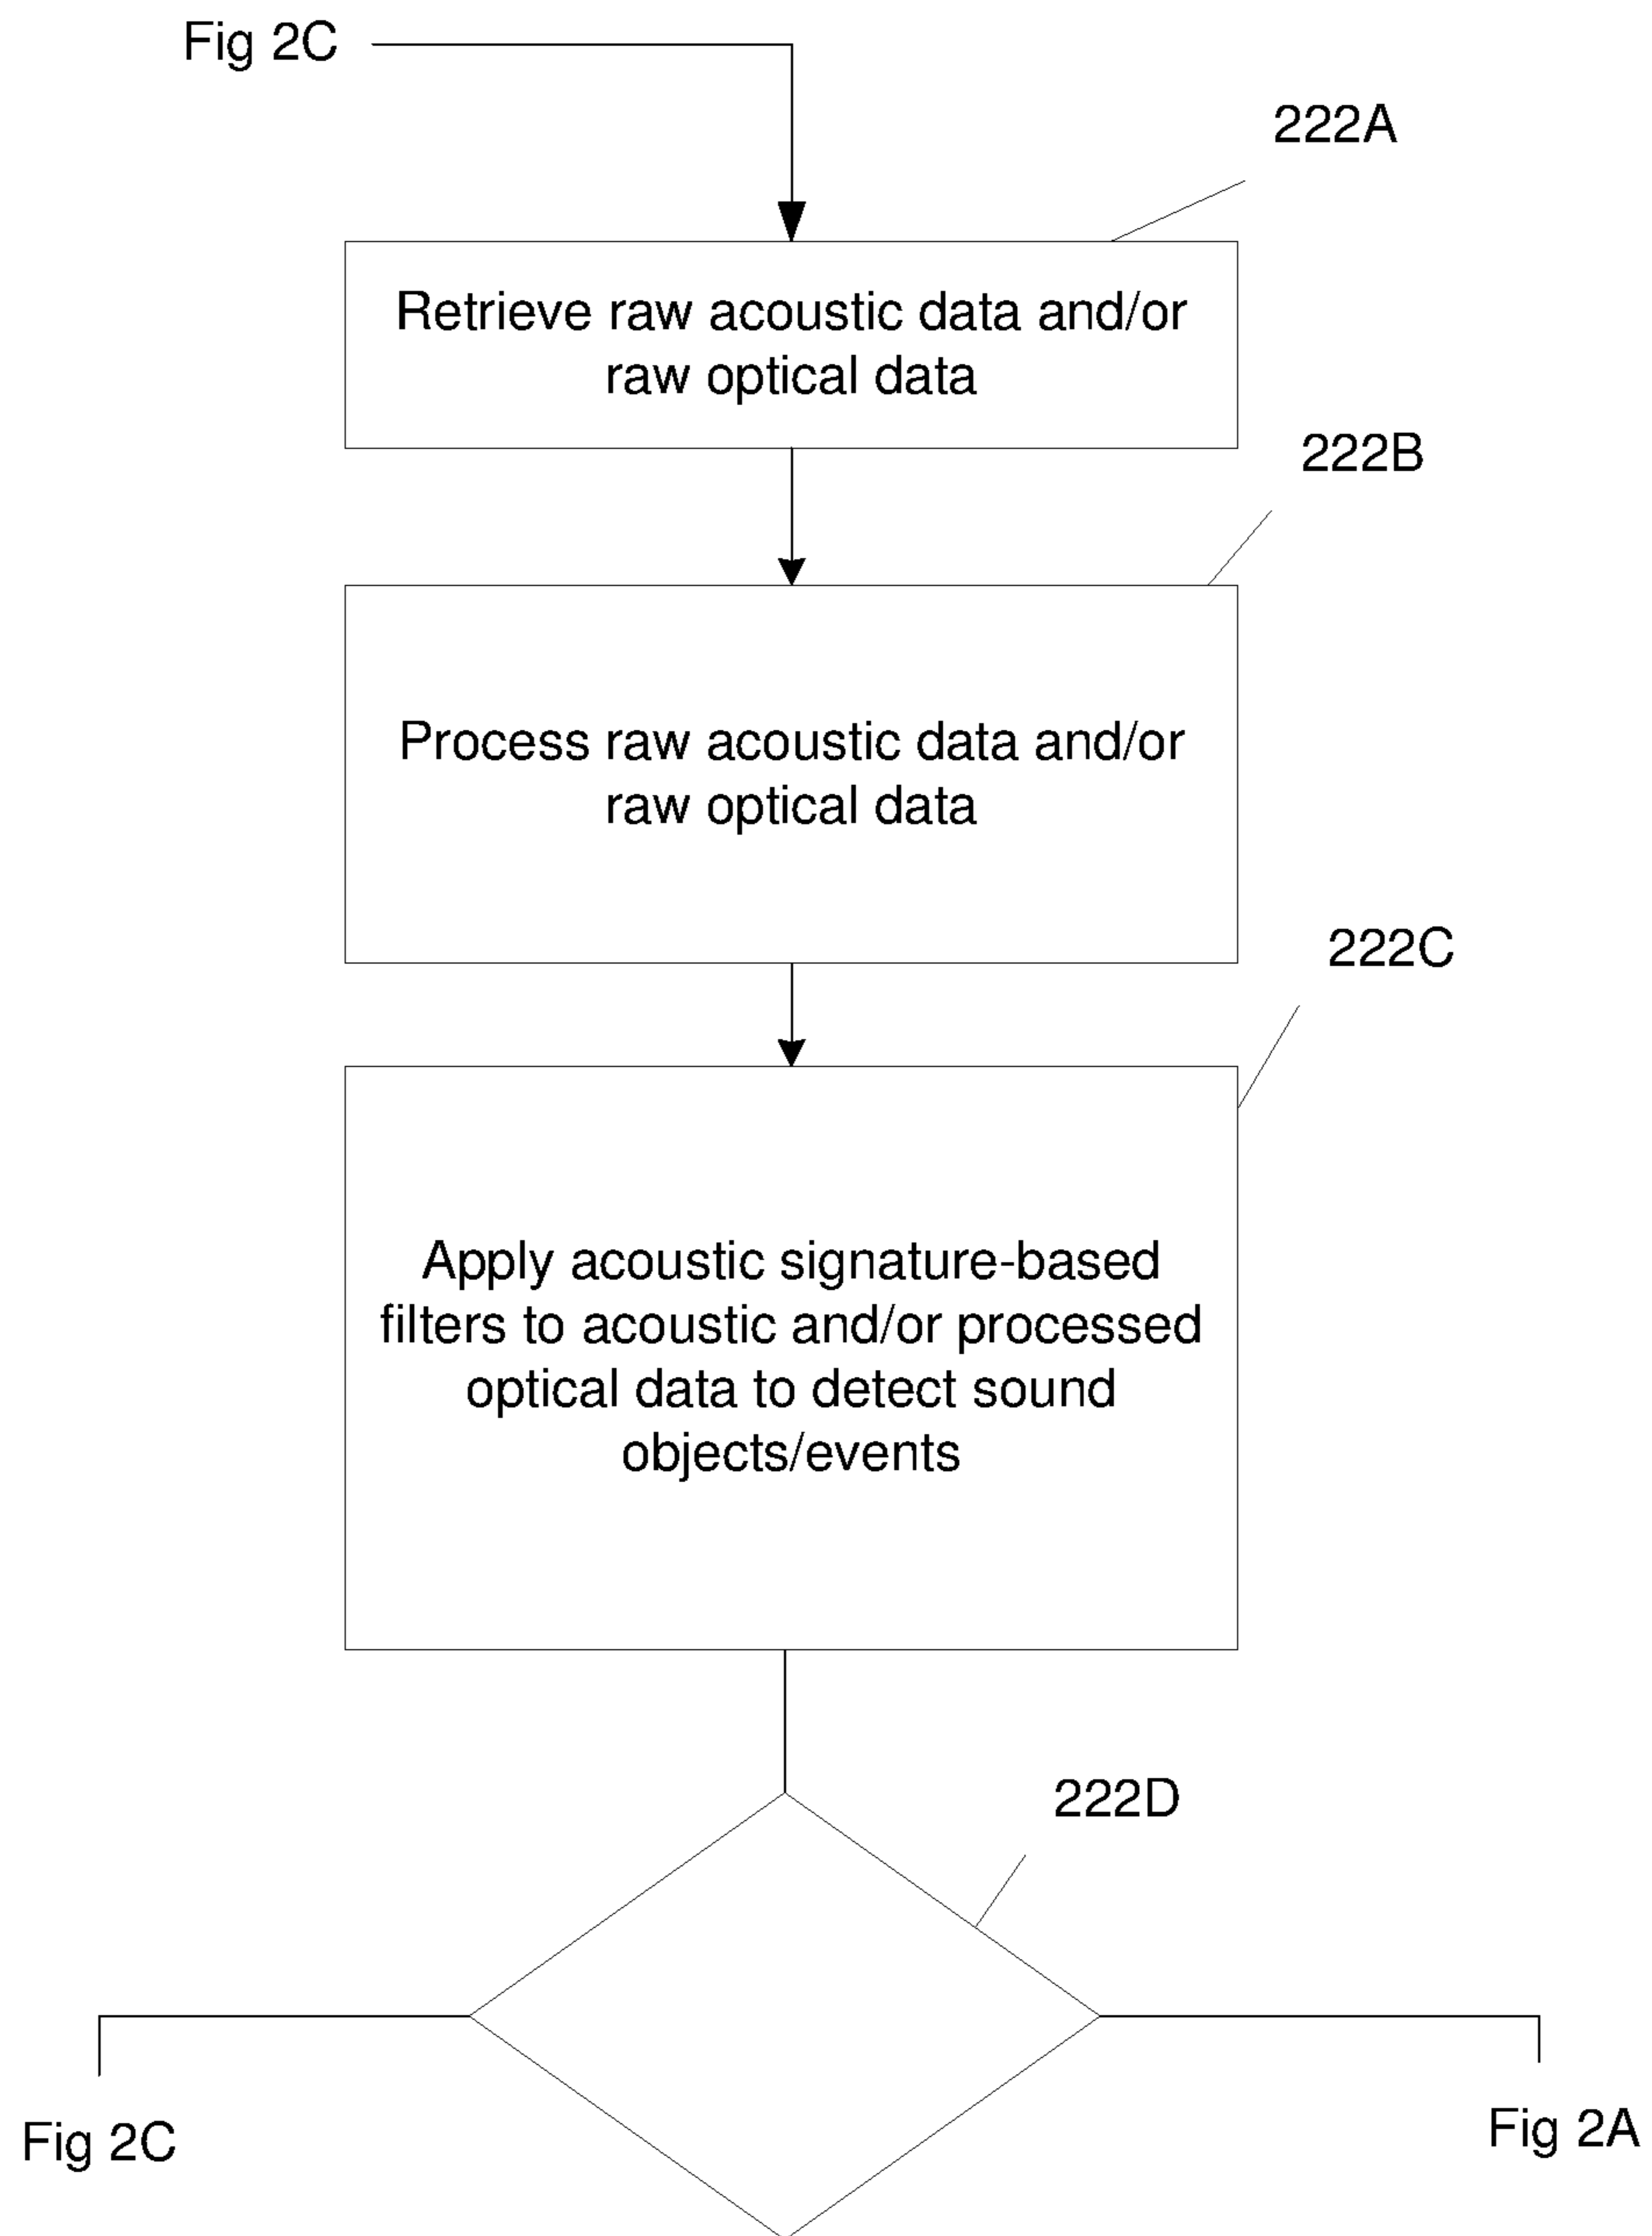 Fig 2C
222A
Retrieve raw acoustic data and/or
raw optical data
222B
Process raw acoustic data and/or
raw optical data
222C
Apply acoustic signature-based
filters to acoustic and/or processed
optical data to detect sound
objects/events
222D
Fig 2C
Fig 2A